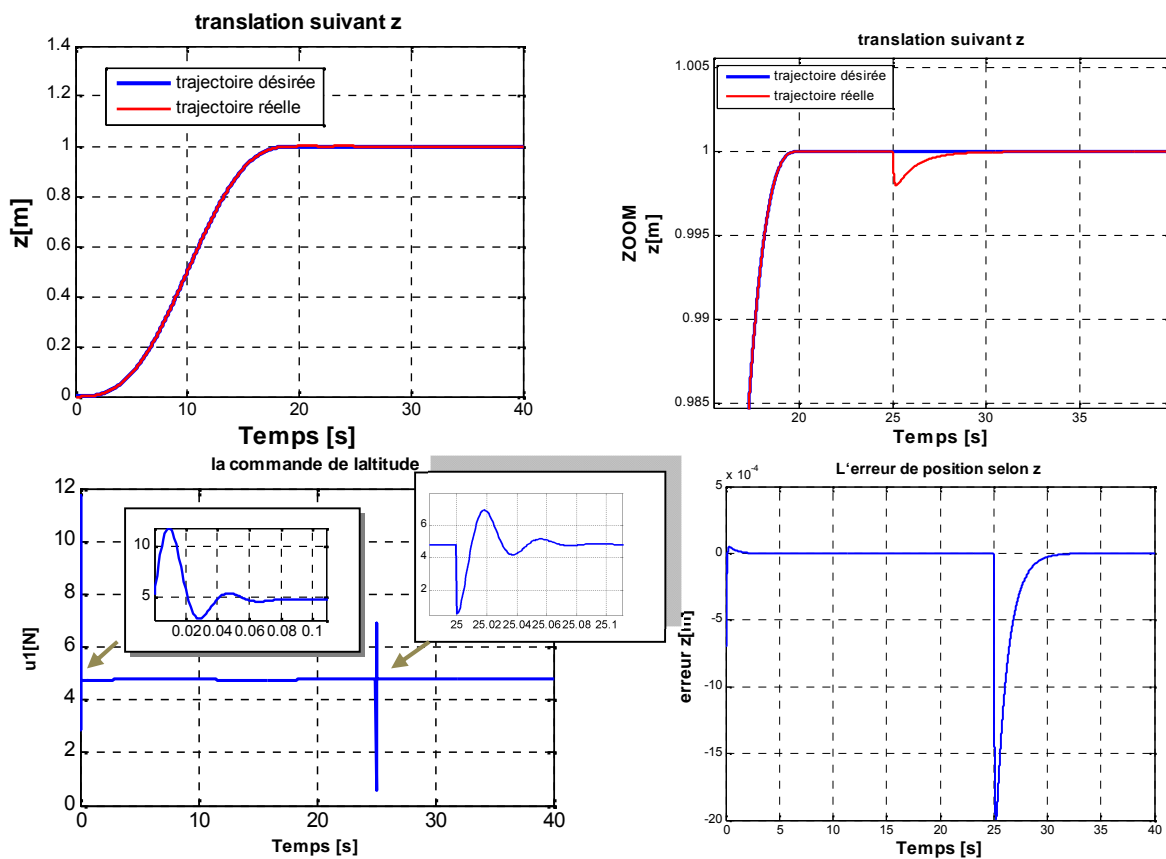 translation suivant z
1.4
1.2
1
0.8
0.6
0.4
0.2
0
z[m]
trajectoire désirée
trajectoire réelle
0 10 20 30 40
Temps [s]
translation suivant z
1.005
1
0.995
0.99
0.985
ZOOM
z[m]
trajectoire désirée
trajectoire réelle
20 25 30 35
Temps [s]
la commande de laltitude
12
10
8
6
4
2
0
u1[N]
10
5
0.02 0.04 0.06 0.08 0.1
6
4
2
25 25.02 25.04 25.06 25.08 25.1
0 10 20 30 40
Temps [s]
L'erreur de position selon z
x 10-4
5
0
-5
-10
-15
-20
erreur z[m]
0 5 10 15 20 25 30 35 40
Temps [s]